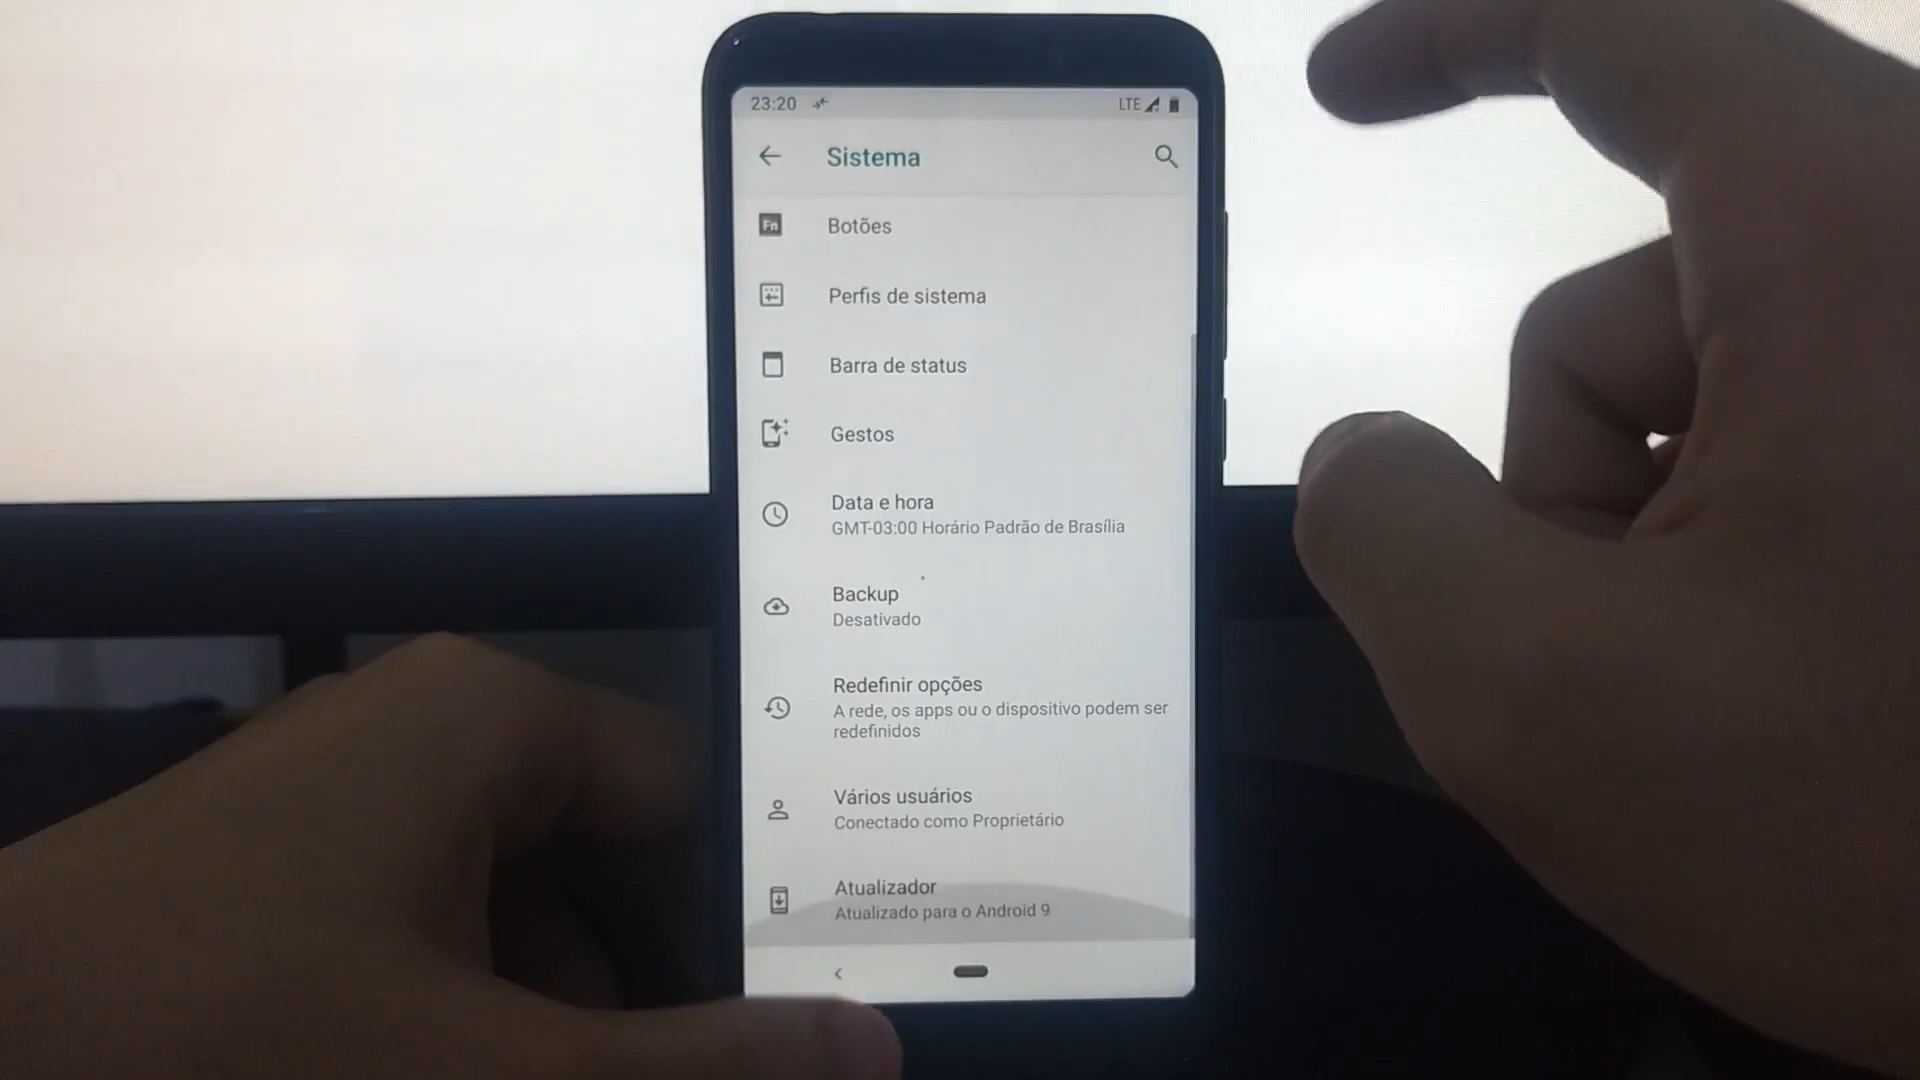 23:20
LTE
Sistema
Fn
Botões
Perfis de sistema
Barra de status
Gestos
Data e hora
GMT-03:00 Horário Padrão de Brasília
Backup
Desativado
Redefinir opções
A rede, os apps ou o dispositivo podem ser
redefinidos
Vários usuários
Conectado como Proprietário
Atualizador
Atualizado para o Android 9